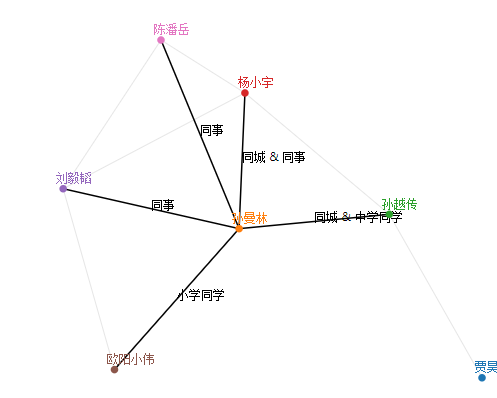 陈潘岳
杨小宇
同事
同城 & 同事
刘毅韬
同事
孙越传
曼林
同城 & 中学同学
小学同学
欧阳小伟
贾昊